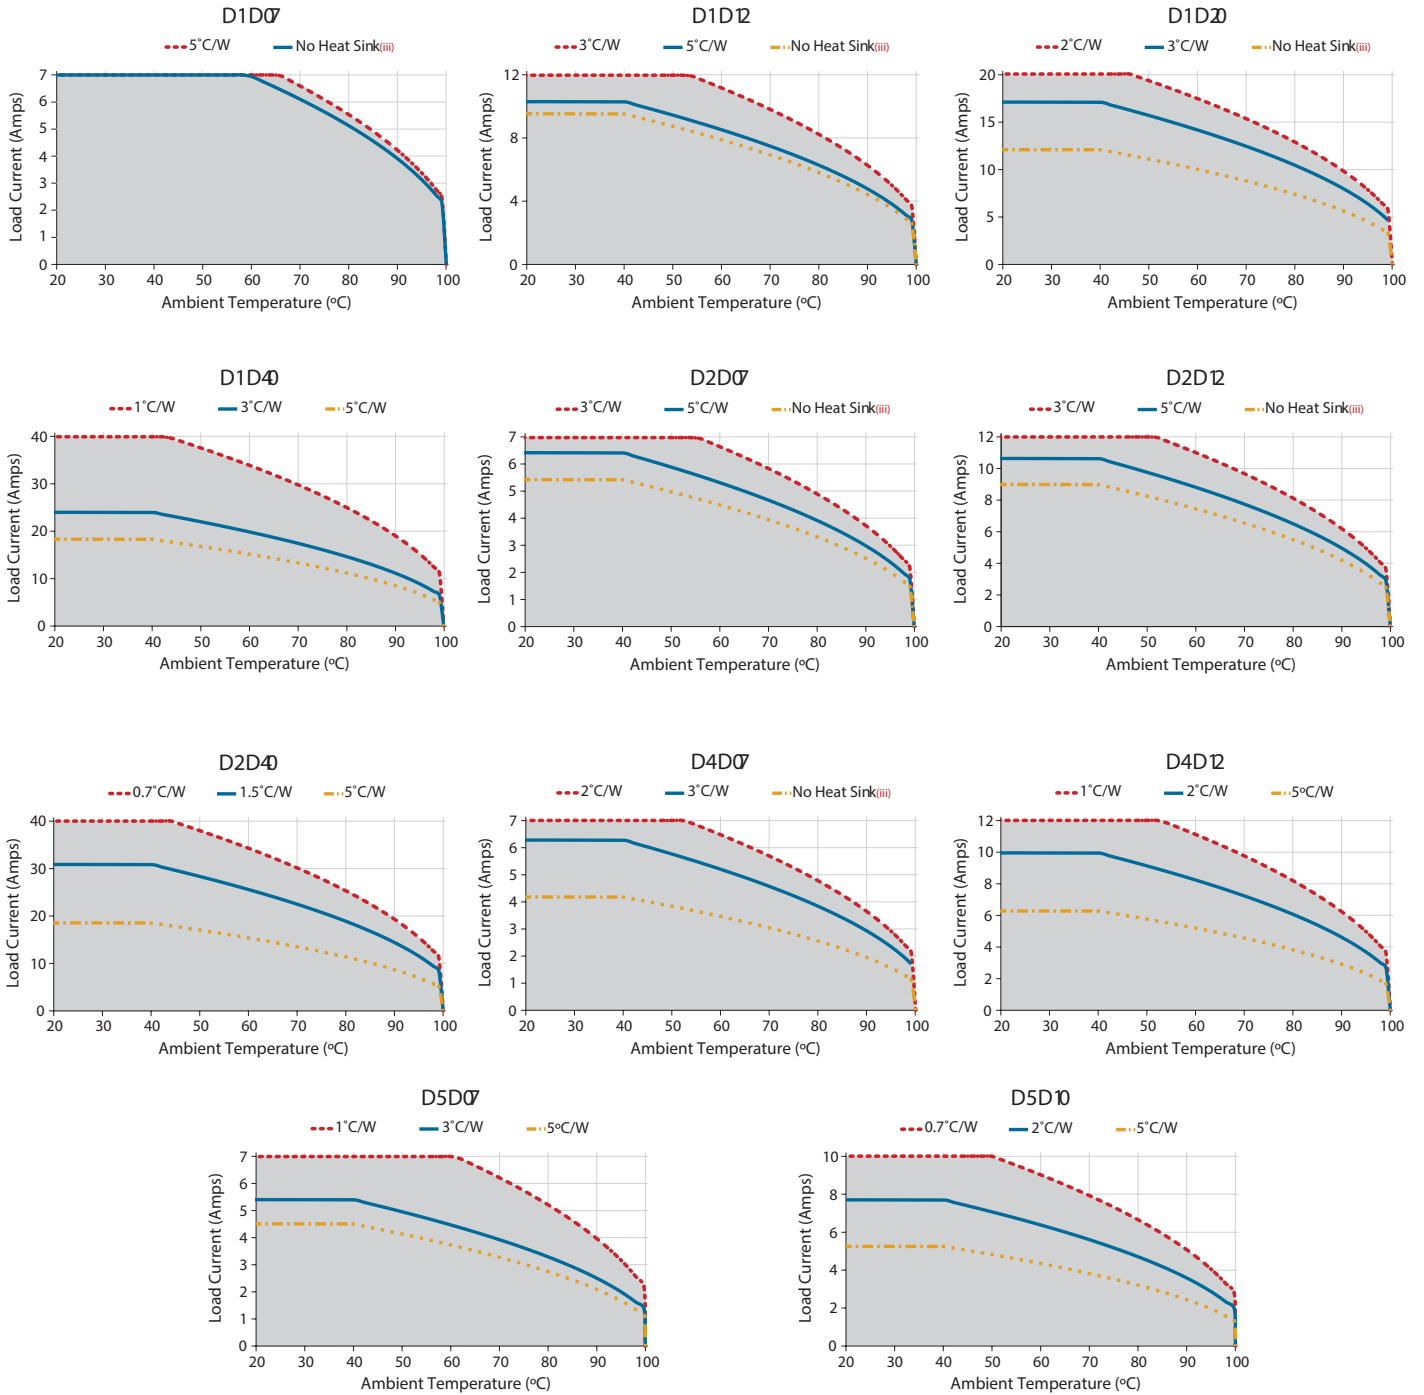 D1D07
5˚C/W No Heat Sink(iii)
Load Current (Amps)
7
6
5
4
3
2
1
0
20 30 40 50 60 70 80 90 100
Ambient Temperature (ºC)
D1D12
3˚C/W 5˚C/W No Heat Sink(iii)
Load Current (Amps)
12
8
4
0
20 30 40 50 60 70 80 90 100
Ambient Temperature (ºC)
D1D20
2˚C/W 3˚C/W No Heat Sink(iii)
Load Current (Amps)
20
15
10
5
0
20 30 40 50 60 70 80 90 100
Ambient Temperature (ºC)
D1D40
1˚C/W 3˚C/W 5˚C/W
Load Current (Amps)
40
30
20
10
0
20 30 40 50 60 70 80 90 100
Ambient Temperature (ºC)
D2D07
3˚C/W 5˚C/W No Heat Sink(iii)
Load Current (Amps)
7
6
5
4
3
2
1
0
20 30 40 50 60 70 80 90 100
Ambient Temperature (ºC)
D2D12
3˚C/W 5˚C/W No Heat Sink(iii)
Load Current (Amps)
12
10
8
6
4
2
0
20 30 40 50 60 70 80 90 100
Ambient Temperature (ºC)
D2D40
0.7˚C/W 1.5˚C/W 5˚C/W
Load Current (Amps)
40
30
20
10
0
20 30 40 50 60 70 80 90 100
Ambient Temperature (ºC)
D4D07
2˚C/W 3˚C/W No Heat Sink(iii)
Load Current (Amps)
7
6
5
4
3
2
1
0
20 30 40 50 60 70 80 90 100
Ambient Temperature (ºC)
D4D12
1˚C/W 2˚C/W 5ºC/W
Load Current (Amps)
12
10
8
6
4
2
0
20 30 40 50 60 70 80 90 100
Ambient Temperature (ºC)
D5D07
1˚C/W 3˚C/W 5ºC/W
Load Current (Amps)
7
6
5
4
3
2
1
0
20 30 40 50 60 70 80 90 100
Ambient Temperature (ºC)
D5D10
0.7˚C/W 2˚C/W 5˚C/W
Load Current (Amps)
10
8
6
4
2
0
20 30 40 50 60 70 80 90 100
Ambient Temperature (ºC)